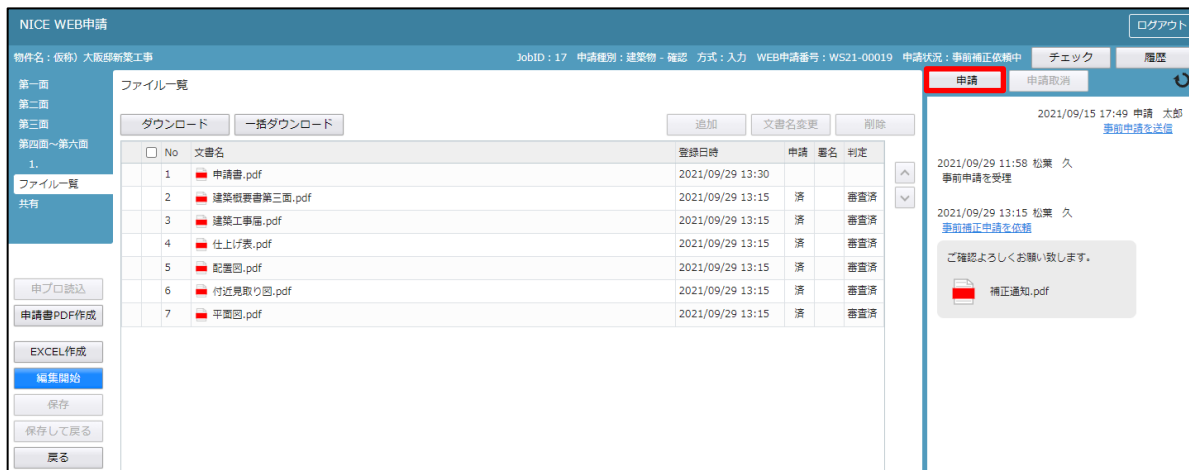 NICE WEB申請
ログアウト
物件名：仮称）大阪邸新築工事
JobID：17 申請種別：建築物 - 確認 方式：入力 WEB申請番号：WS21-00019 申請状況：事前補正依頼中
チェック
履歴
第一面
第二面
第三面
第四面～第六面
1.
ファイル一覧
共有
申プロ読込
申請書PDF作成
EXCEL作成
編集開始
保存
保存して戻る
戻る
ファイル一覧
ダウンロード 一括ダウンロード 追加 文書名変更 削除
No 文書名 登録日時 申請 署名 判定
1 申請書.pdf 2021/09/29 13:30
2 建築概要書第三面.pdf 2021/09/29 13:15 済 審査済
3 建築工事届.pdf 2021/09/29 13:15 済 審査済
4 仕上げ表.pdf 2021/09/29 13:15 済 審査済
5 配置図.pdf 2021/09/29 13:15 済 審査済
6 付近見取り図.pdf 2021/09/29 13:15 済 審査済
7 平面図.pdf 2021/09/29 13:15 済 審査済
申請 申請取消
2021/09/15 17:49 申請 太郎
事前申請を送信
2021/09/29 11:58 松葉 久
事前申請を受理
2021/09/29 13:15 松葉 久
事前補正申請を依頼
ご確認よろしくお願い致します。
補正通知.pdf